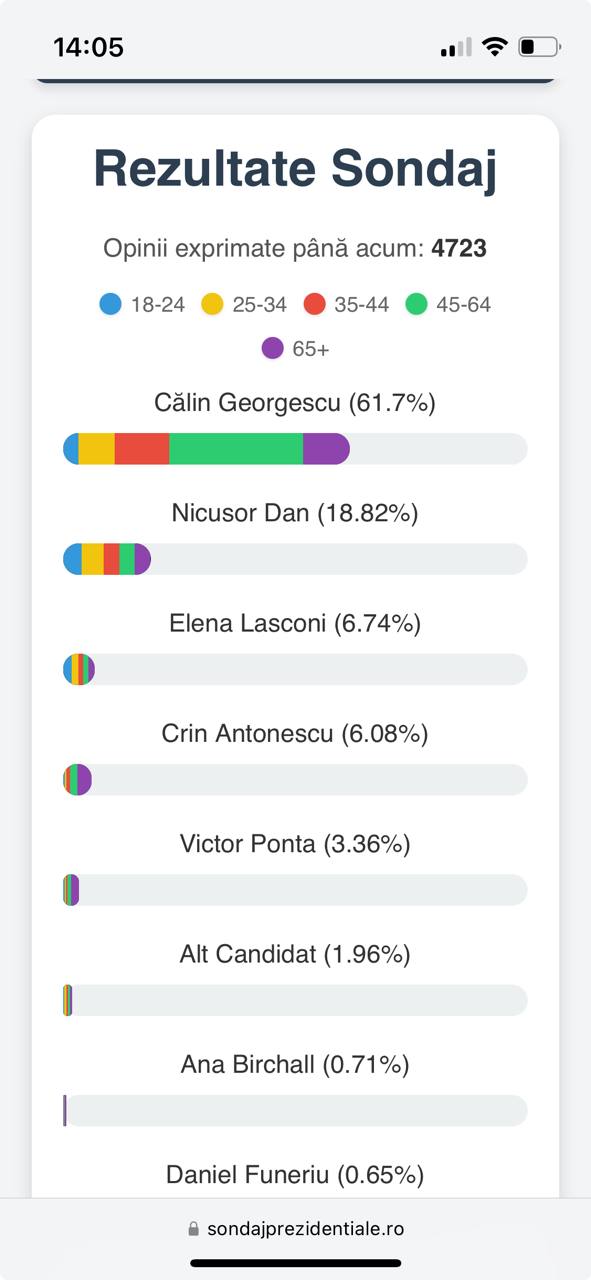 14:05
Rezultate Sondaj
Opinii exprimate până acum: 4723
18-24 25-34 35-44 45-64
65+
Călin Georgescu (61.7%)
Nicusor Dan (18.82%)
Elena Lasconi (6.74%)
Crin Antonescu (6.08%)
Victor Ponta (3.36%)
Alt Candidat (1.96%)
Ana Birchall (0.71%)
Daniel Funeriu (0.65%)
sondajprezidentiale.ro